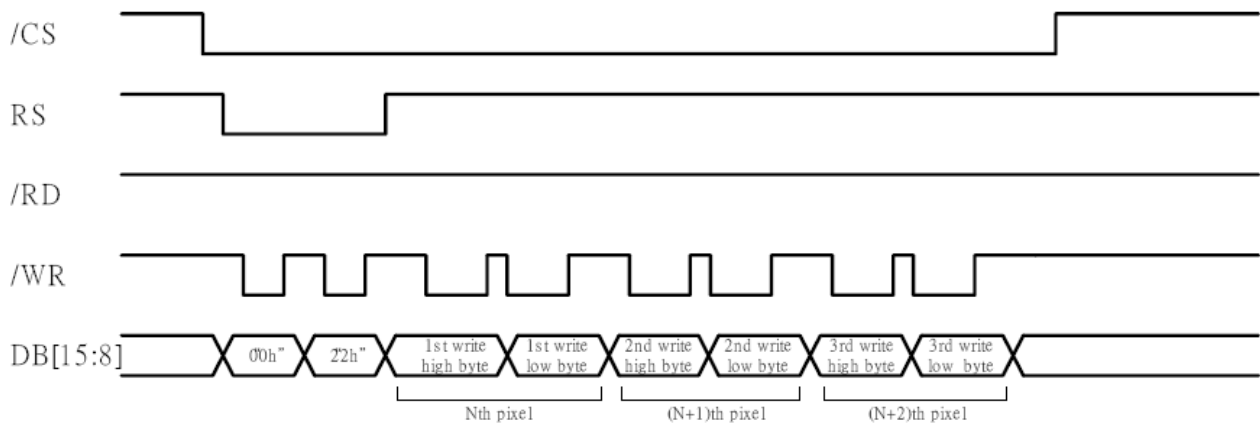 /CS
RS
/RD
/WR
DB[15:8]
"00h"
"22h"
1st write
high byte
1st write
low byte
2nd write
high byte
2nd write
low byte
3rd write
high byte
3rd write
low byte
Nth pixel
(N+1)th pixel
(N+2)th pixel